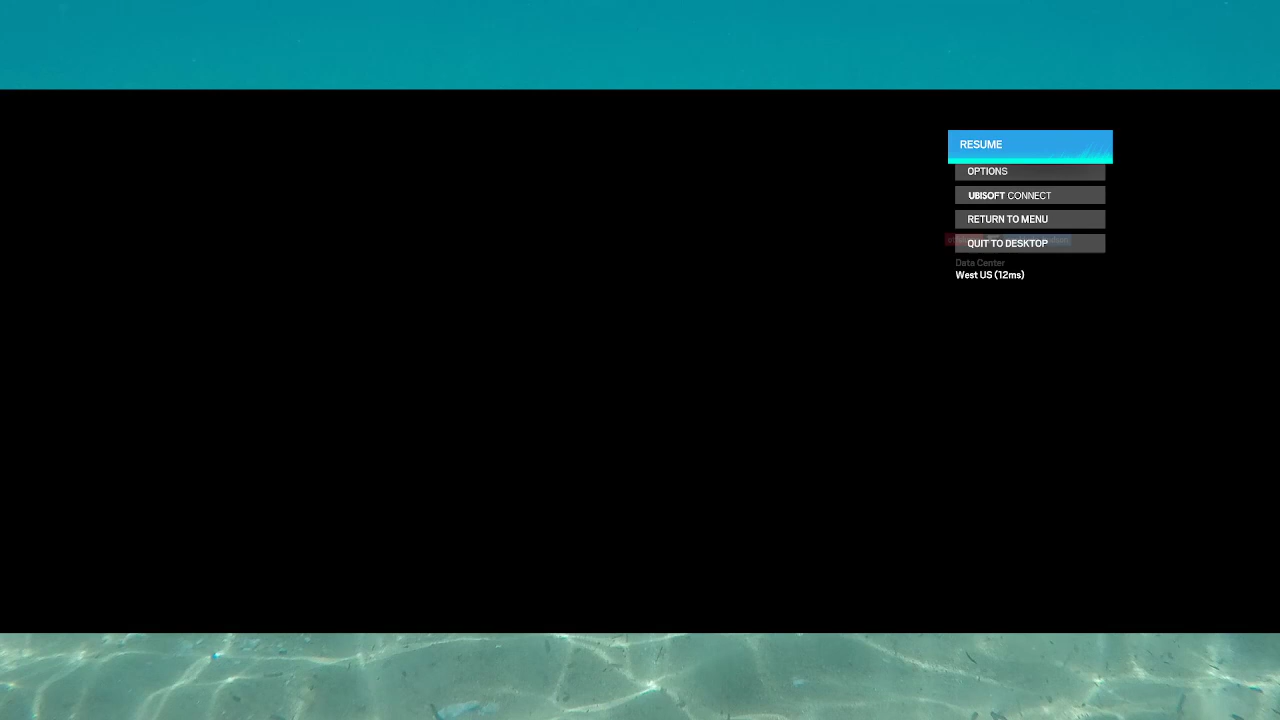 RESUME
OPTIONS
UBISOFT CONNECT
RETURN TO MENU
QUIT TO DESKTOP
Data Center
West US (12ms)